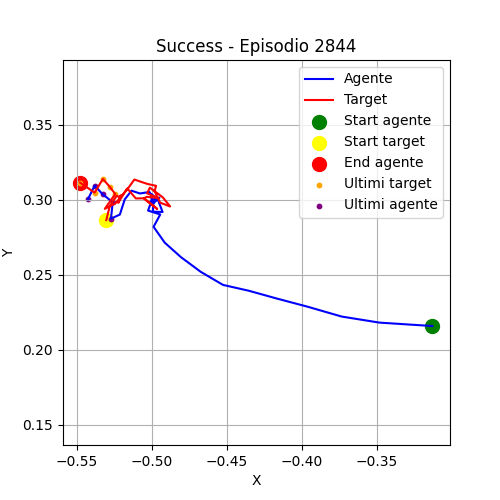 Success - Episodio 2844
Agente
Target
Start agente
Start target
End agente
Ultimi target
Ultimi agente
0.35
0.30
0.25
0.20
0.15
Y
−0.55 −0.50 −0.45 −0.40 −0.35
X